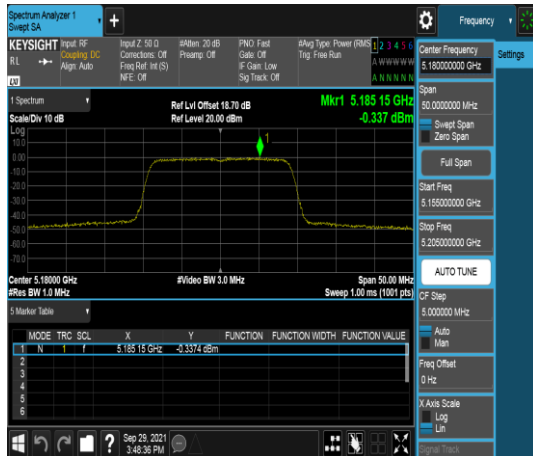 Spectrum Analyzer 1
Swept SA
+
Frequency
KEYSIGHT
RL
LXI
Input: RF
Coupling: DC
Align: Auto
Input Z: 50 Ω
Corrections: Off
Freq Ref: Int (S)
NFE: Off
#Atten: 20 dB
Preamp: Off
PNO: Fast
Gate: Off
IF Gain: Low
Sig Track: Off
#Avg Type: Power (RMS
Trig: Free Run
1 2 3 4 5 6
A W W W W W
A N N N N N
Center Frequency
5.180000000 GHz
Settings
Span
50.0000000 MHz
Swept Span
Zero Span
Full Span
Start Freq
5.155000000 GHz
Stop Freq
5.205000000 GHz
AUTO TUNE
CF Step
5.000000 MHz
Auto
Man
Freq Offset
0 Hz
X Axis Scale
Log
Lin
Signal Track
1 Spectrum
Scale/Div 10 dB
Ref Lvl Offset 18.70 dB
Ref Level 20.00 dBm
Mkr1 5.185 15 GHz
-0.337 dBm
Log
10.0
0.00
-10.0
-20.0
-30.0
-40.0
-50.0
-60.0
-70.0
1
Center 5.18000 GHz
#Res BW 1.0 MHz
#Video BW 3.0 MHz
Span 50.00 MHz
Sweep 1.00 ms (1001 pts)
5 Marker Table
MODE TRC SCL X Y FUNCTION FUNCTION WIDTH FUNCTION VALUE
1 N 1 f 5.185 15 GHz -0.3374 dBm
2
3
4
5
6
?
Sep 29, 2021
3:48:36 PM